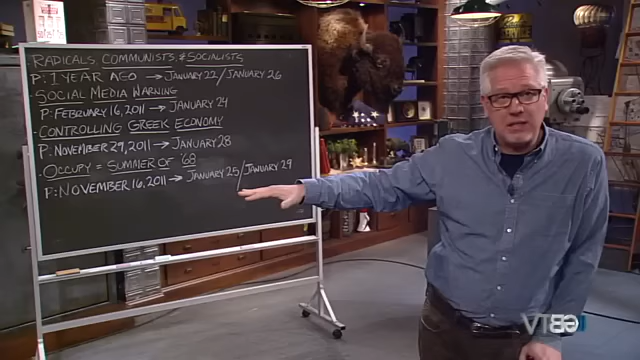 RADICALS, COMMUNISTS, & SOCIALISTS
P: 1 YEAR AGO → JANUARY 22 / JANUARY 26
SOCIAL MEDIA WARNING
P: FEBRUARY 16, 2011 → JANUARY 24
CONTROLLING GREEK ECONOMY
P: NOVEMBER 29, 2011 → JANUARY 28
OCCUPY = SUMMER OF '68
P: NOVEMBER 16, 2011 → JANUARY 25 / JANUARY 29